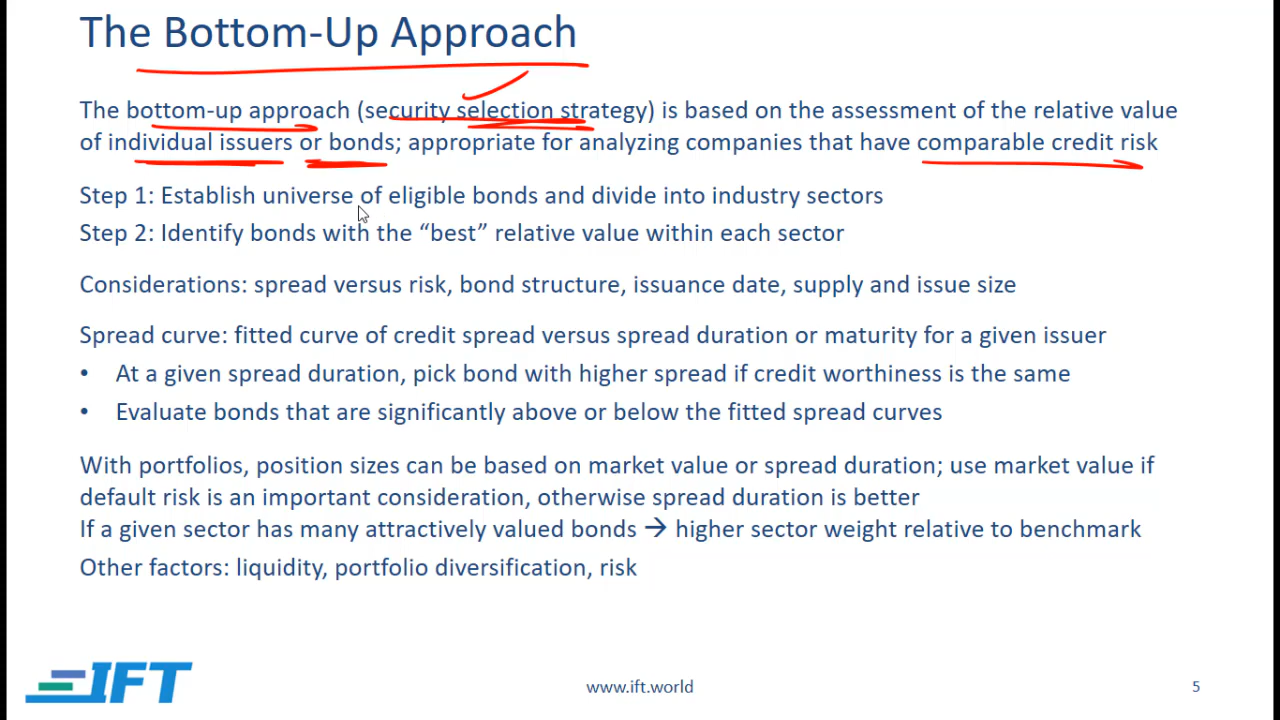 The Bottom-Up Approach
The bottom-up approach (security selection strategy) is based on the assessment of the relative value
of individual issuers or bonds; appropriate for analyzing companies that have comparable credit risk
Step 1: Establish universe of eligible bonds and divide into industry sectors
Step 2: Identify bonds with the “best” relative value within each sector
Considerations: spread versus risk, bond structure, issuance date, supply and issue size
Spread curve: fitted curve of credit spread versus spread duration or maturity for a given issuer
• At a given spread duration, pick bond with higher spread if credit worthiness is the same
• Evaluate bonds that are significantly above or below the fitted spread curves
With portfolios, position sizes can be based on market value or spread duration; use market value if
default risk is an important consideration, otherwise spread duration is better
If a given sector has many attractively valued bonds → higher sector weight relative to benchmark
Other factors: liquidity, portfolio diversification, risk
IFT
www.ift.world
5